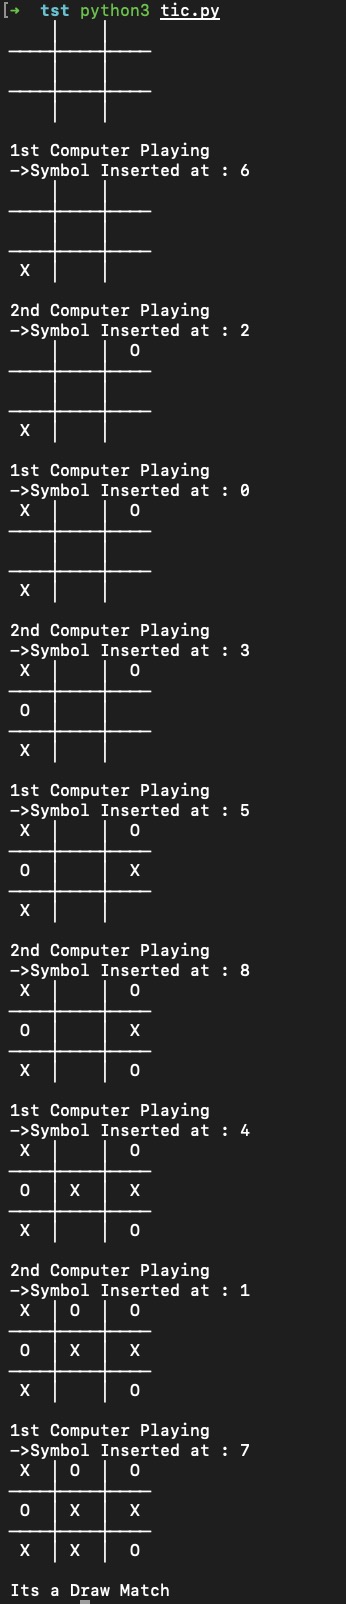 [➜ tst python3 tic.py
1st Computer Playing
->Symbol Inserted at : 6
X
2nd Computer Playing
->Symbol Inserted at : 2
O
X
1st Computer Playing
->Symbol Inserted at : 0
X O
X
2nd Computer Playing
->Symbol Inserted at : 3
X O
O
X
1st Computer Playing
->Symbol Inserted at : 5
X O
O X
X
2nd Computer Playing
->Symbol Inserted at : 8
X O
O X
X O
1st Computer Playing
->Symbol Inserted at : 4
X O
O X X
X O
2nd Computer Playing
->Symbol Inserted at : 1
X O O
O X X
X O
1st Computer Playing
->Symbol Inserted at : 7
X O O
O X X
X X O
Its a Draw Match